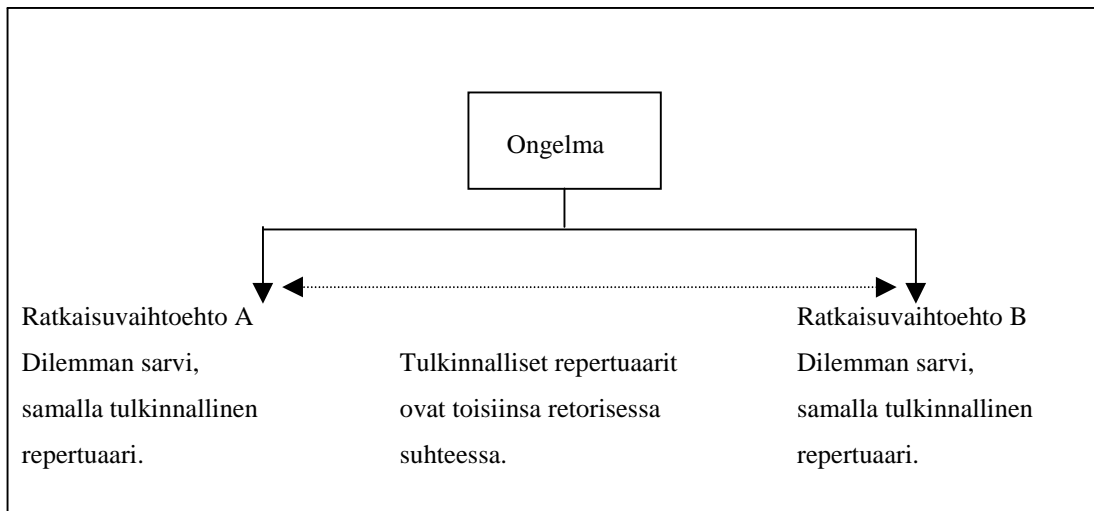 Ongelma
Ratkaisuvaihtoehto A
Dilemman sarvi,
samalla tulkinnallinen
repertuaari.
Tulkinnalliset repertuaarit
ovat toisiinsa retorisessa
suhteessa.
Ratkaisuvaihtoehto B
Dilemman sarvi,
samalla tulkinnallinen
repertuaari.